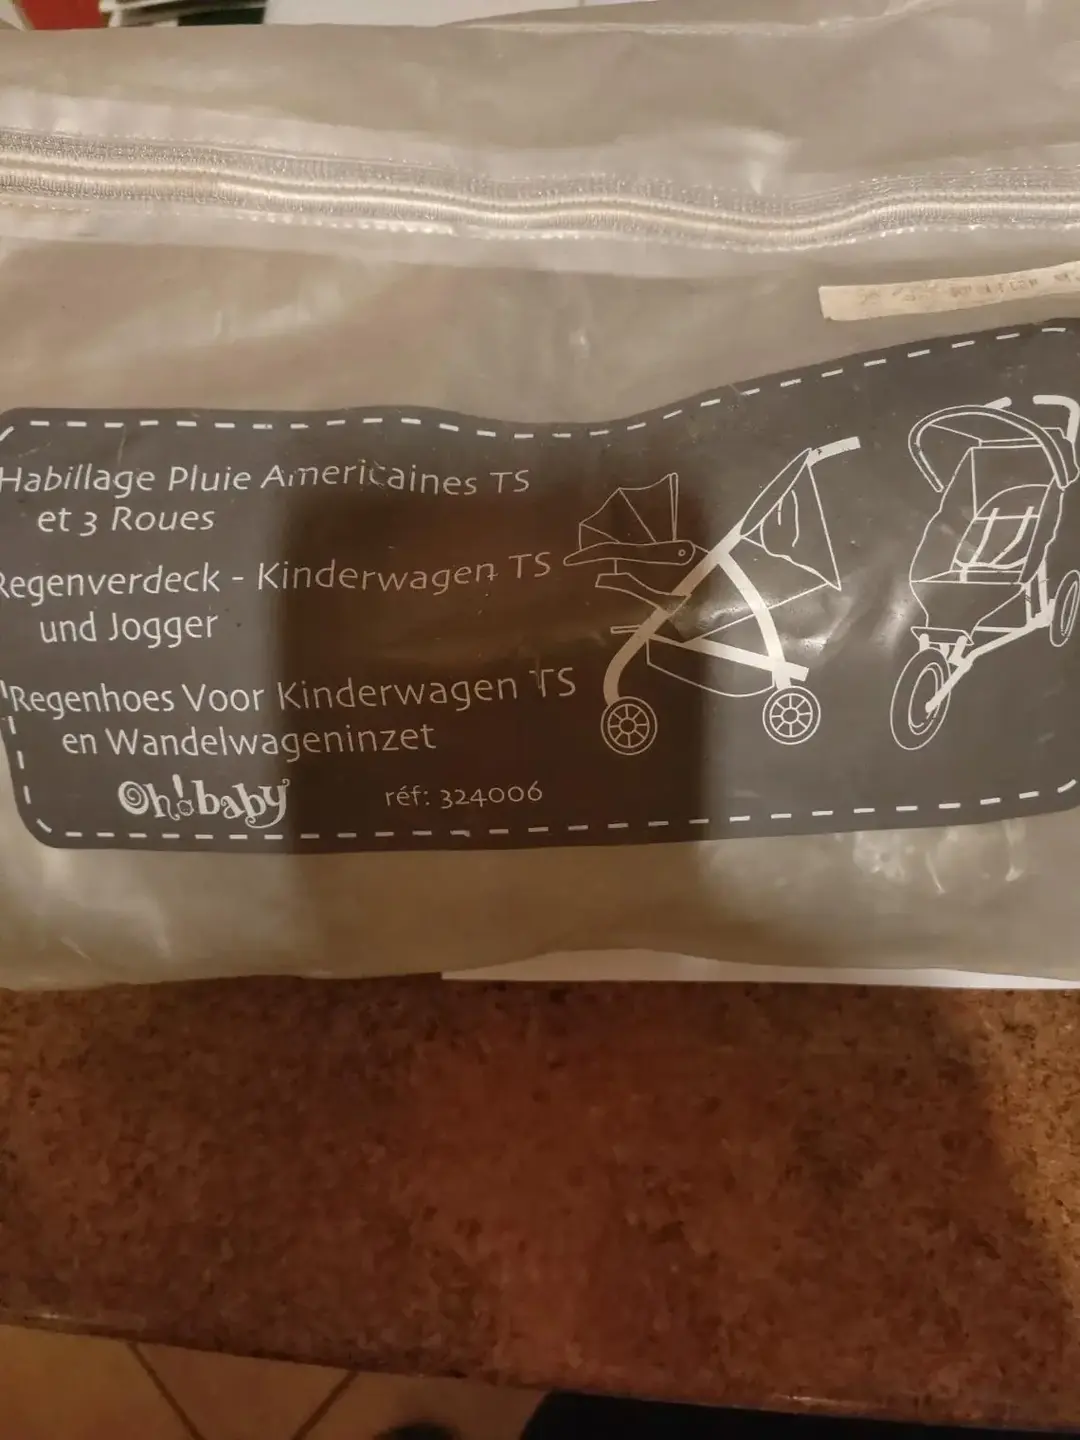 Habillage Pluie Americaines TS
et 3 Roues
Regenverdeck - Kinderwagen TS
und Jogger
Regenhoes Voor Kinderwagen TS
en Wandelwageninzet
Oh!baby
réf: 324006